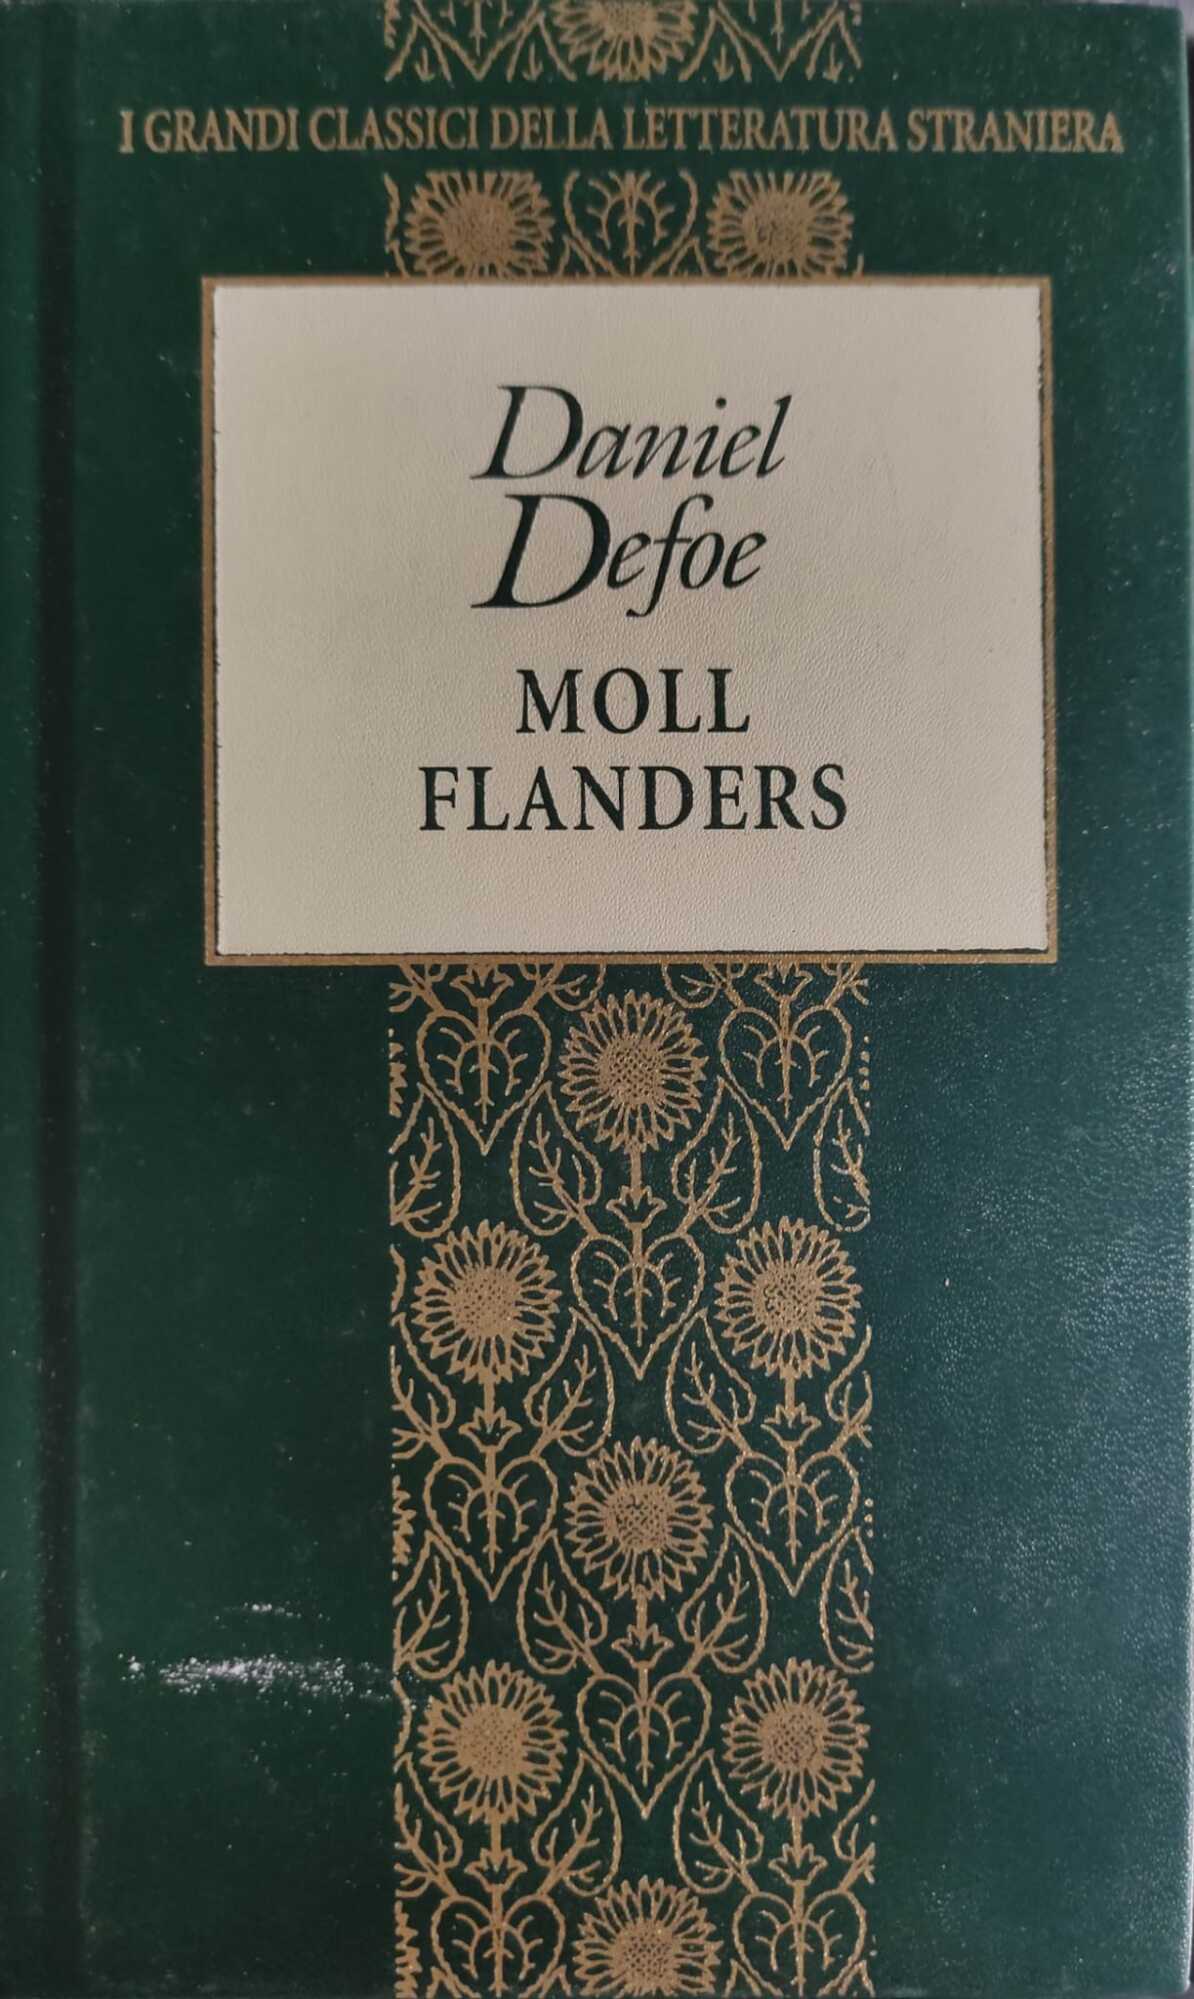 I GRANDI CLASSICI DELLA LETTERATURA STRANIERA
Daniel
Defoe
MOLL
FLANDERS